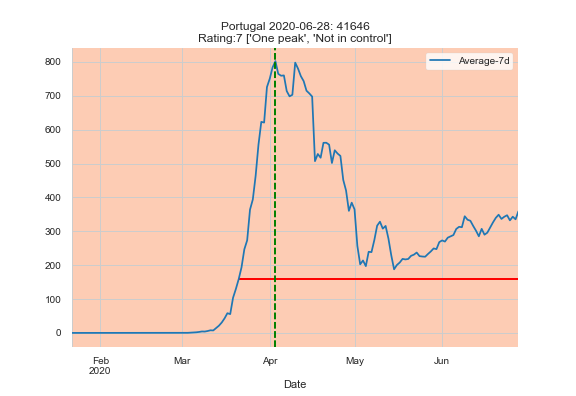 Portugal 2020-06-28: 41646
Rating:7 ['One peak', 'Not in control']
Average-7d
800
700
600
500
400
300
200
100
0
Feb
2020
Mar
Apr
May
Jun
Date